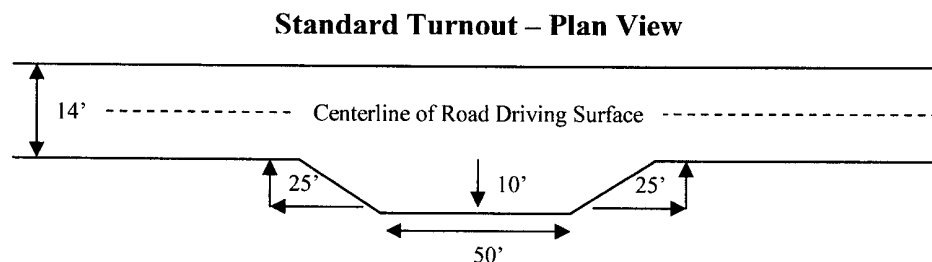 Standard Turnout – Plan View
14’
Centerline of Road Driving Surface
25’
10’
25’
50’